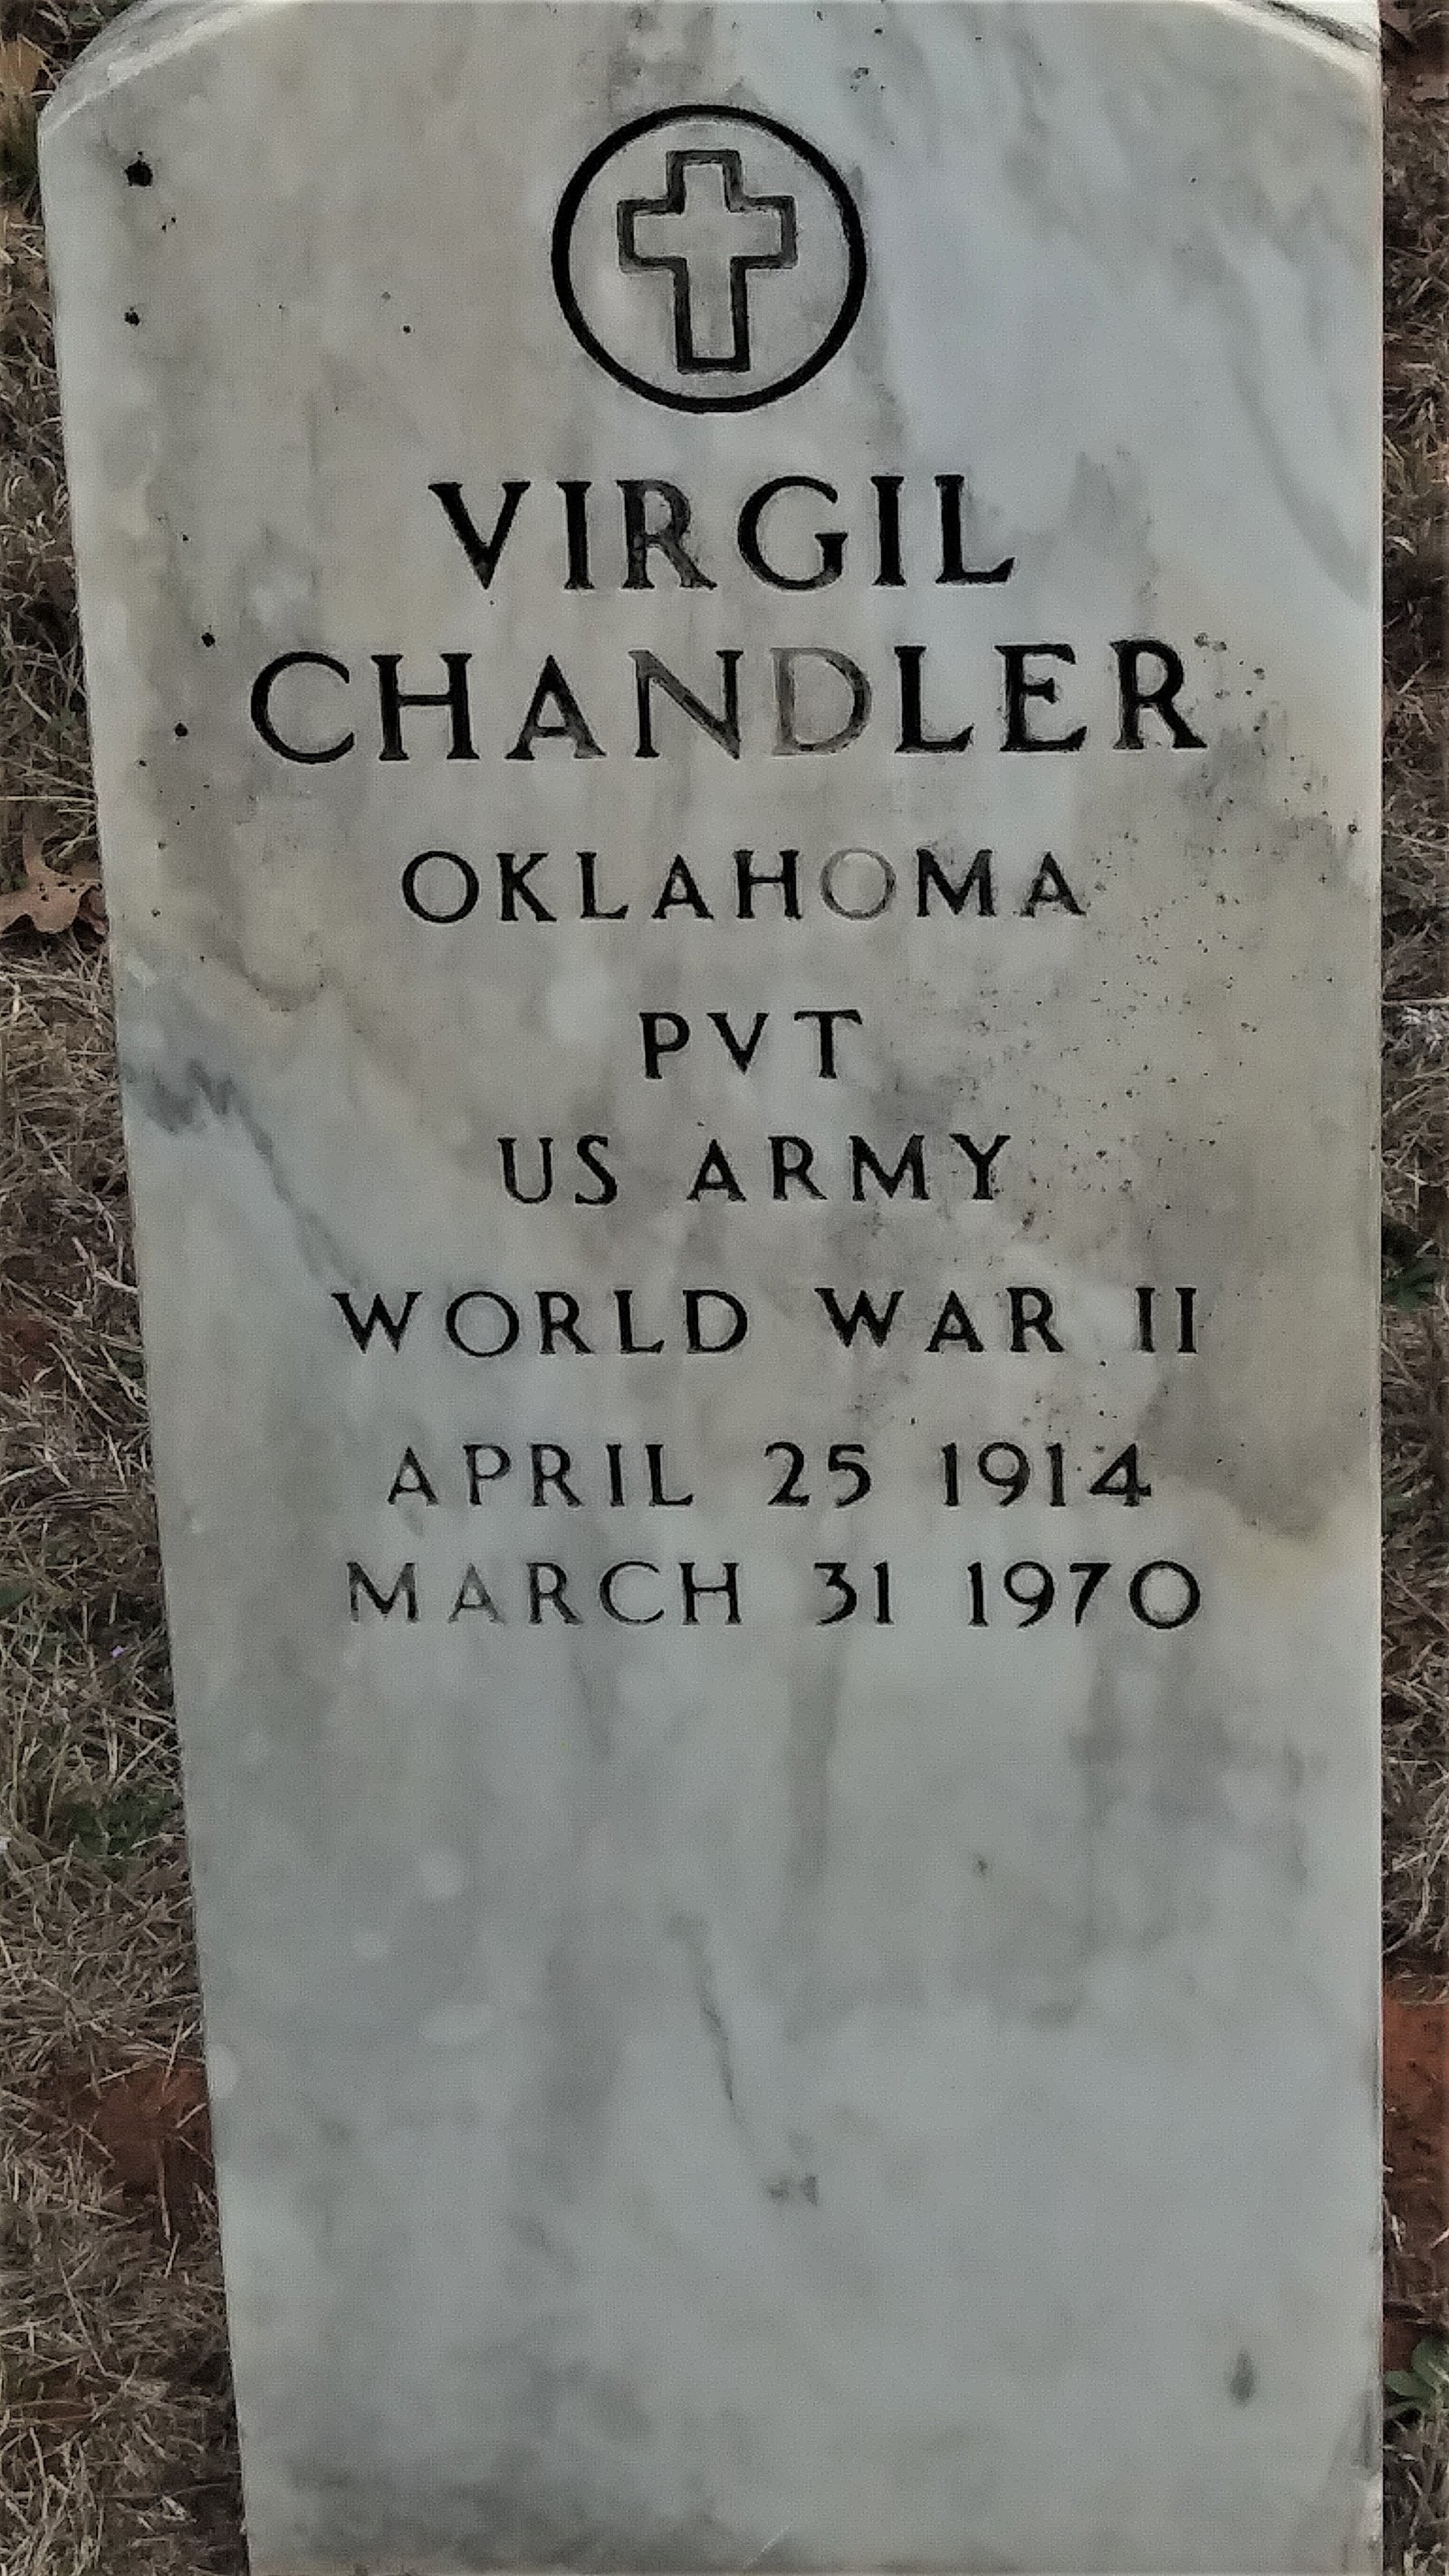 VIRGIL
CHANDLER
OKLAHOMA
PVT
US ARMY
WORLD WAR II
APRIL 25 1914
MARCH 31 1970